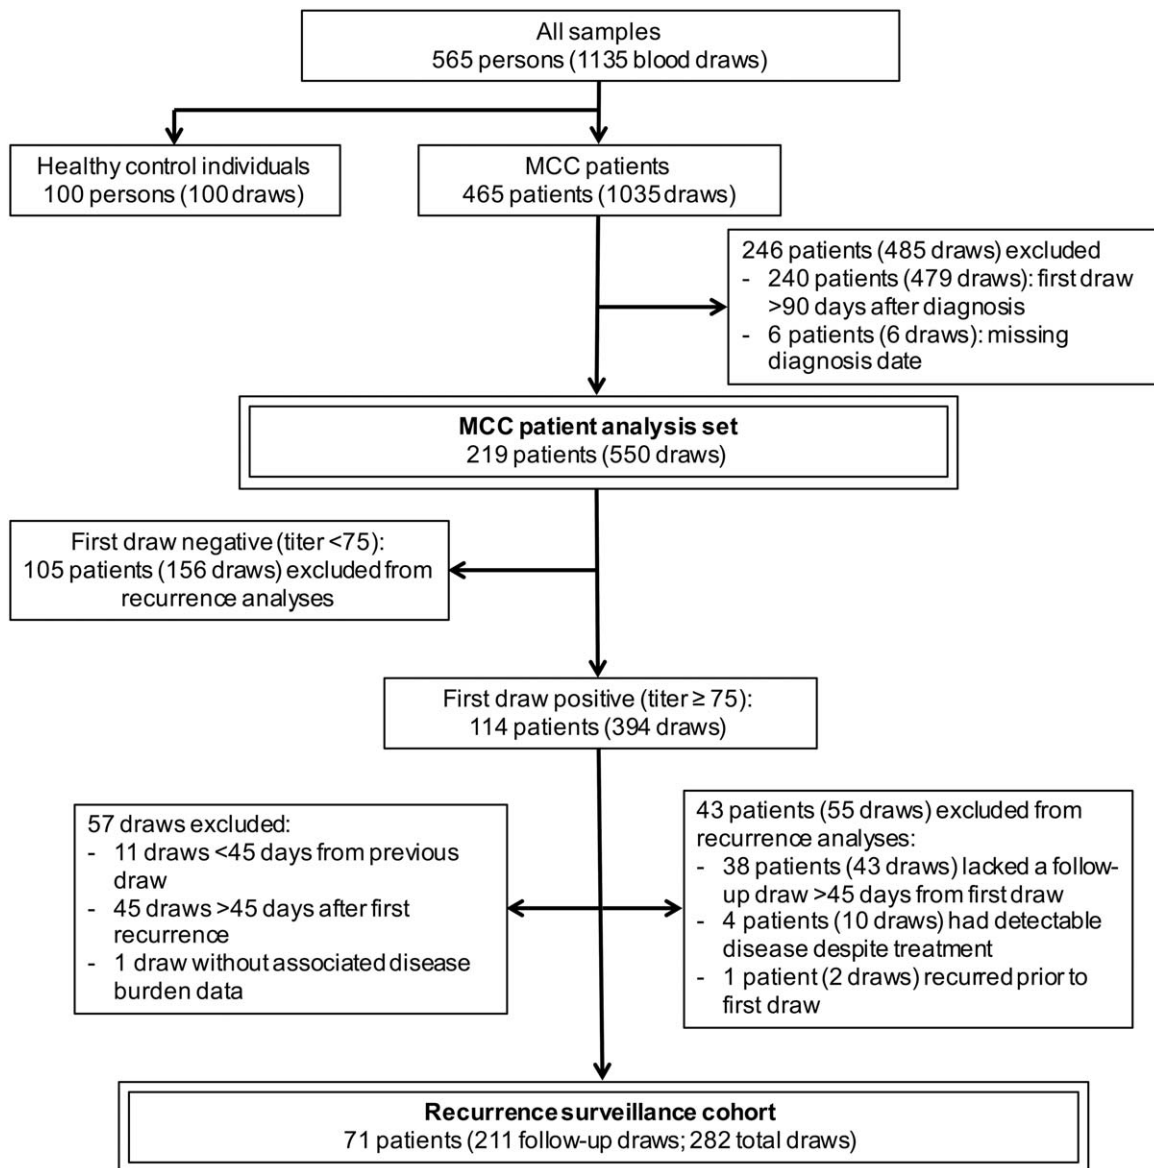 All samples
565 persons (1135 blood draws)
Healthy control individuals
100 persons (100 draws)
MCC patients
465 patients (1035 draws)
246 patients (485 draws) excluded
- 240 patients (479 draws): first draw
>90 days after diagnosis
- 6 patients (6 draws): missing
diagnosis date
MCC patient analysis set
219 patients (550 draws)
First draw negative (titer <75):
105 patients (156 draws) excluded from
recurrence analyses
First draw positive (titer ≥ 75):
114 patients (394 draws)
57 draws excluded:
- 11 draws <45 days from previous
draw
- 45 draws >45 days after first
recurrence
- 1 draw without associated disease
burden data
43 patients (55 draws) excluded from
recurrence analyses:
- 38 patients (43 draws) lacked a follow-
up draw >45 days from first draw
- 4 patients (10 draws) had detectable
disease despite treatment
- 1 patient (2 draws) recurred prior to
first draw
Recurrence surveillance cohort
71 patients (211 follow-up draws; 282 total draws)